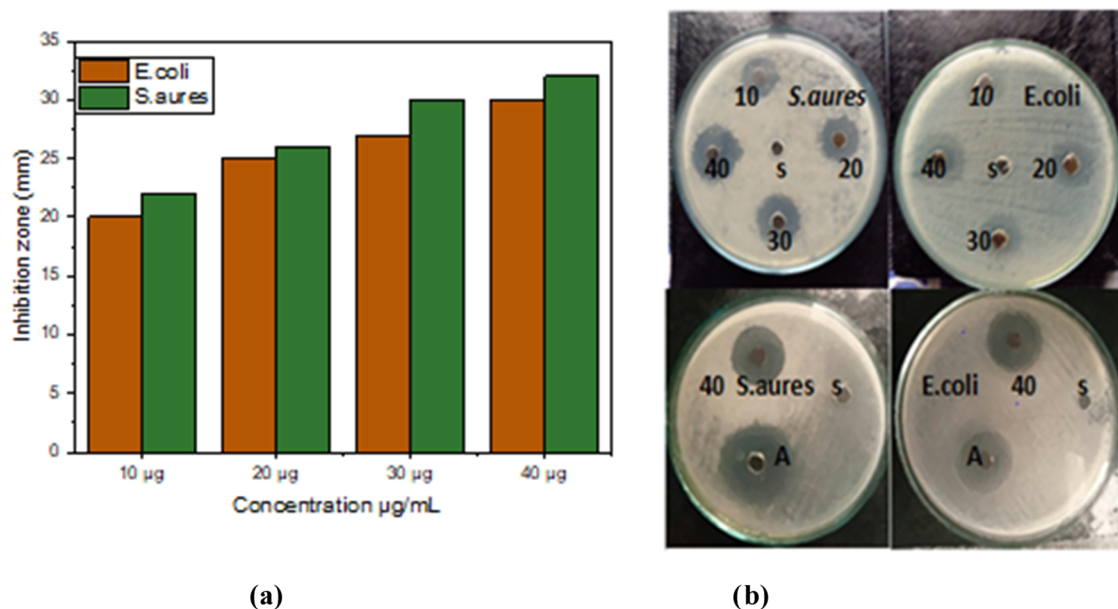 35
30
25
20
15
10
5
0
Inhibition zone (mm)
E.coli
S.aures
10 µg
20 µg
30 µg
40 µg
Concentration µg/mL
(a)
10 S.aures
40 s 20
30
10 E.coli
40 s 20
30
40 S.aures s
A
E.coli 40 s
A
(b)